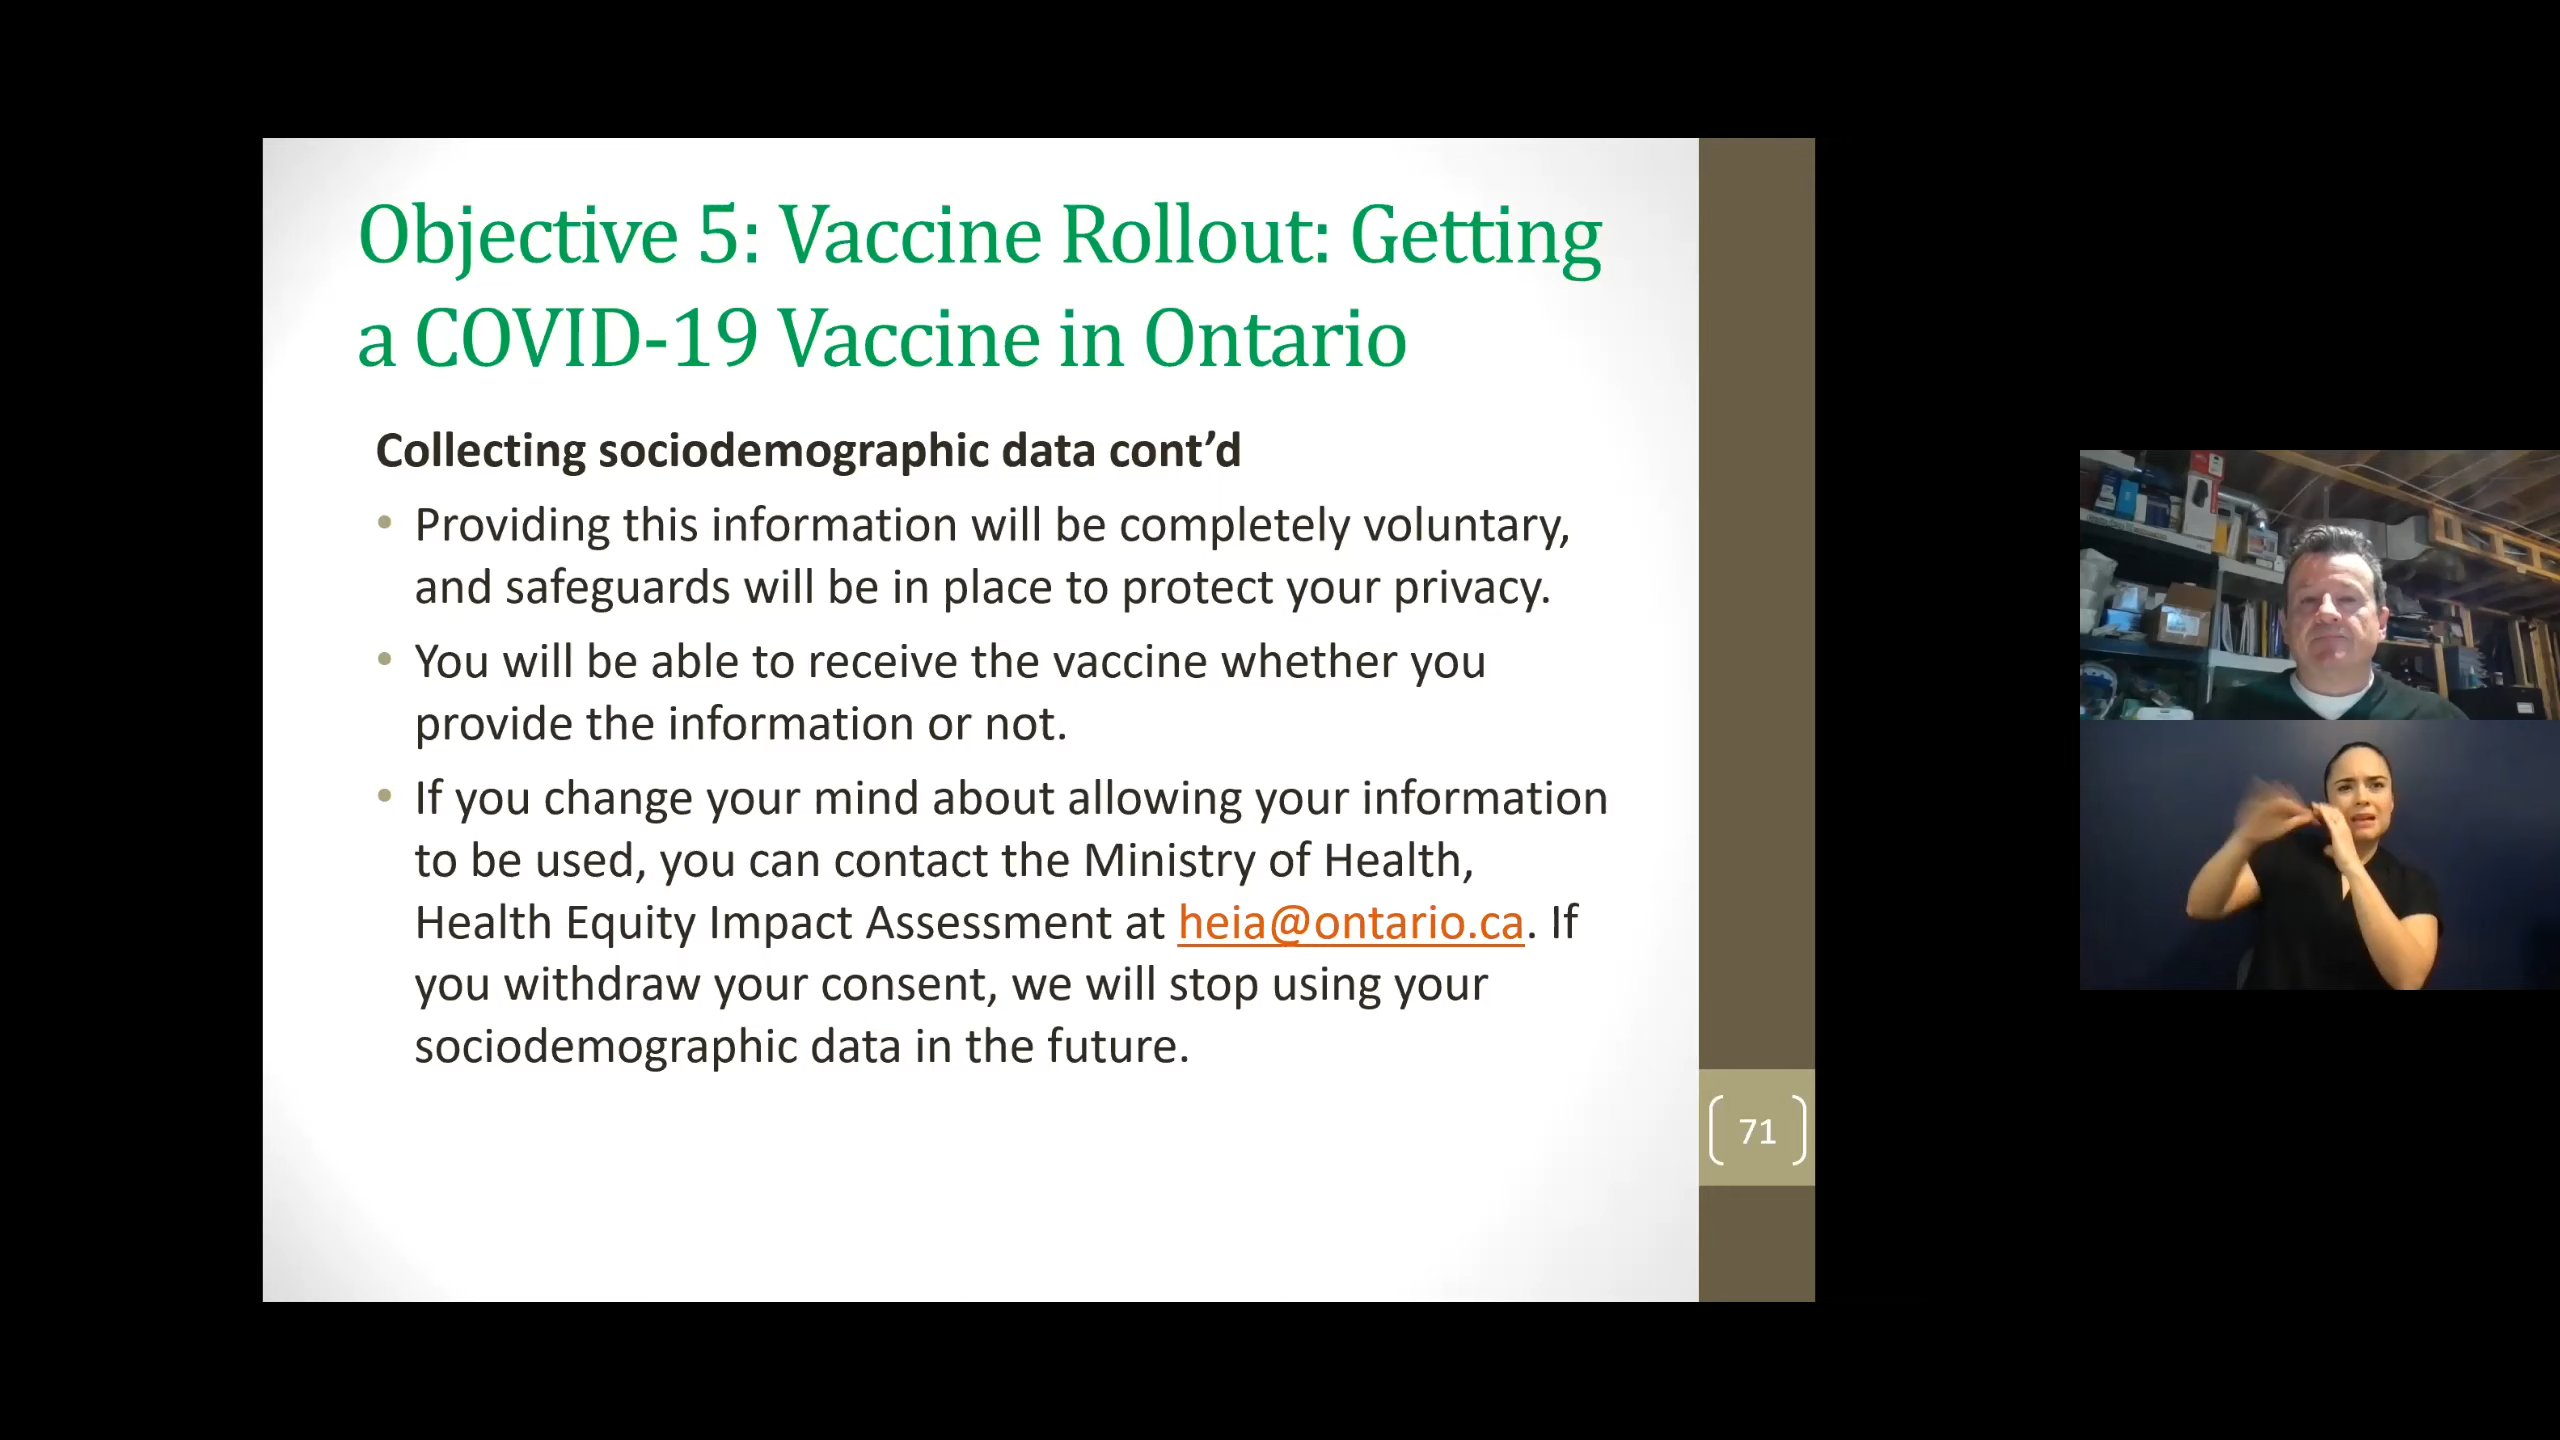 Objective 5: Vaccine Rollout: Getting
a COVID-19 Vaccine in Ontario
Collecting sociodemographic data cont’d
• Providing this information will be completely voluntary,
and safeguards will be in place to protect your privacy.
• You will be able to receive the vaccine whether you
provide the information or not.
• If you change your mind about allowing your information
to be used, you can contact the Ministry of Health,
Health Equity Impact Assessment at heia@ontario.ca. If
you withdraw your consent, we will stop using your
sociodemographic data in the future.
71